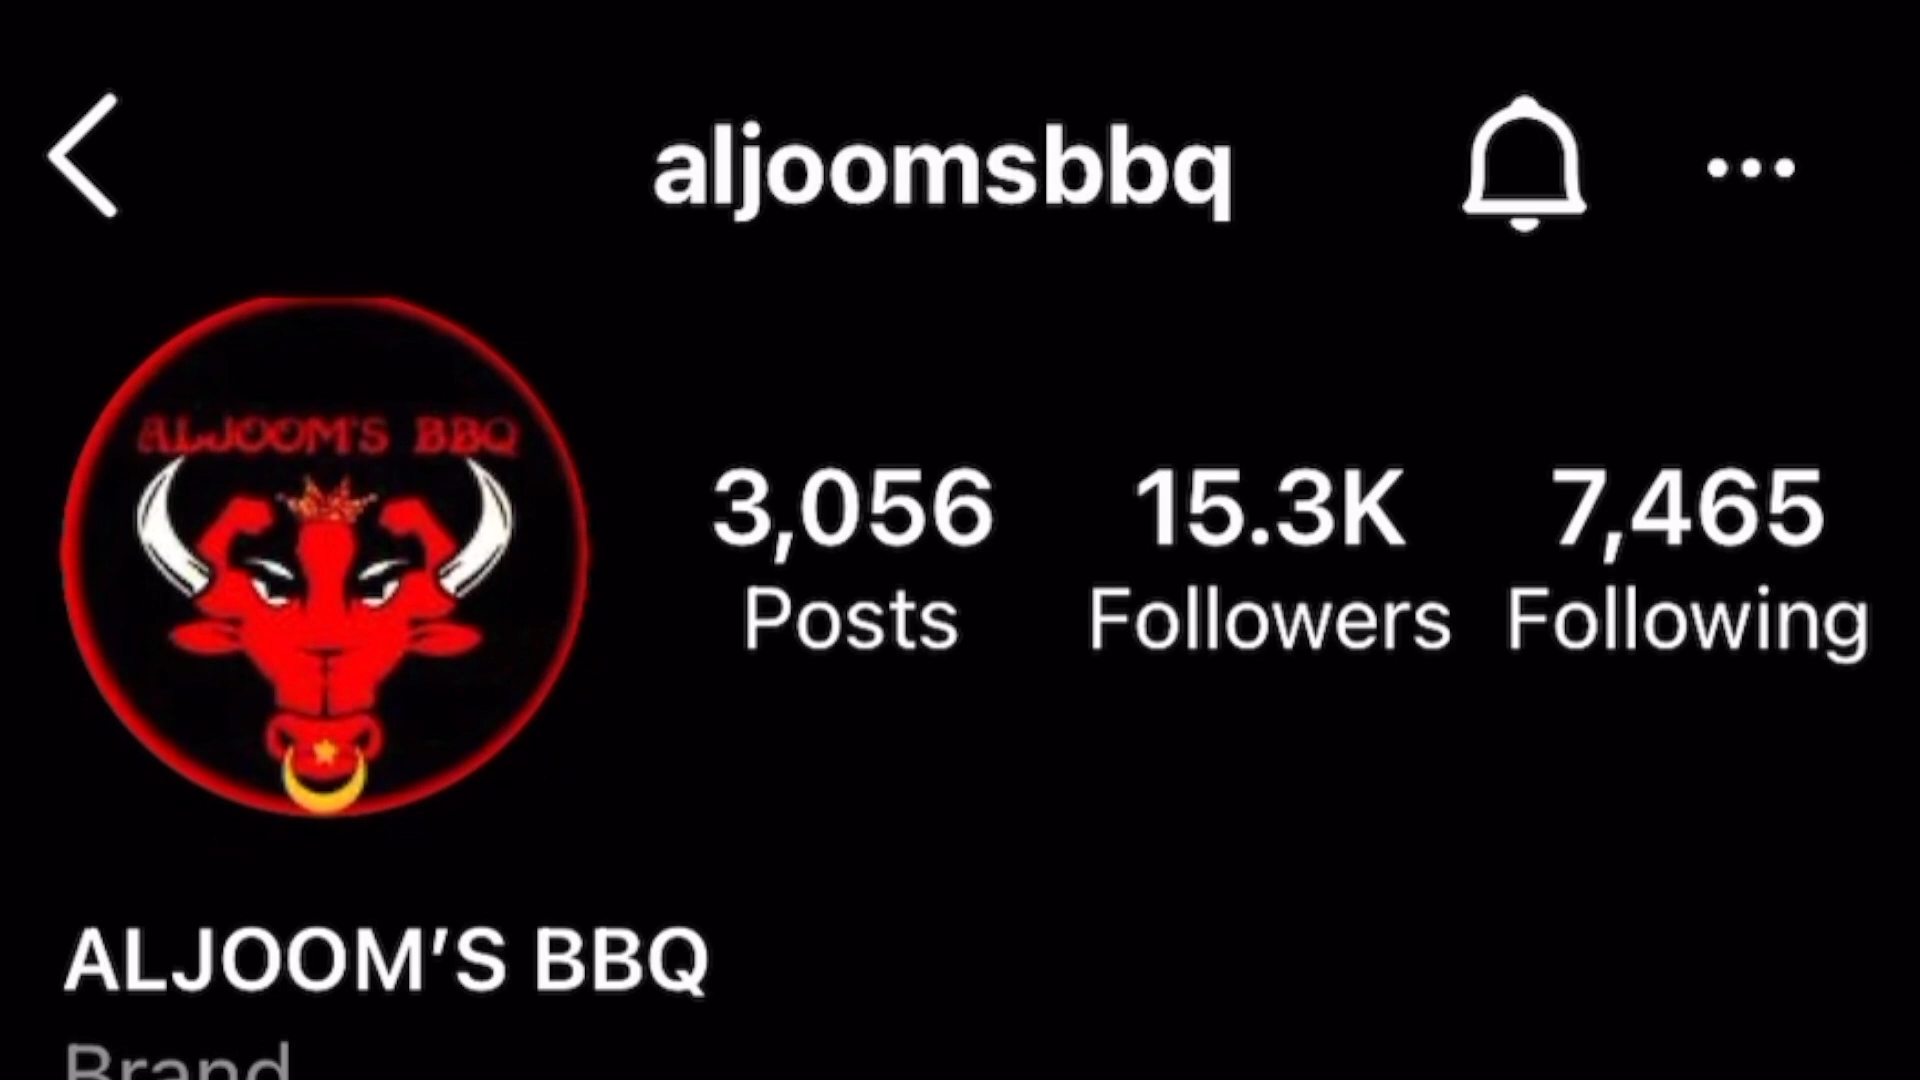 aljoomsbbq
ALJOOM'S BBQ
3,056 15.3K 7,465
Posts Followers Following
ALJOOM’S BBQ
Brand